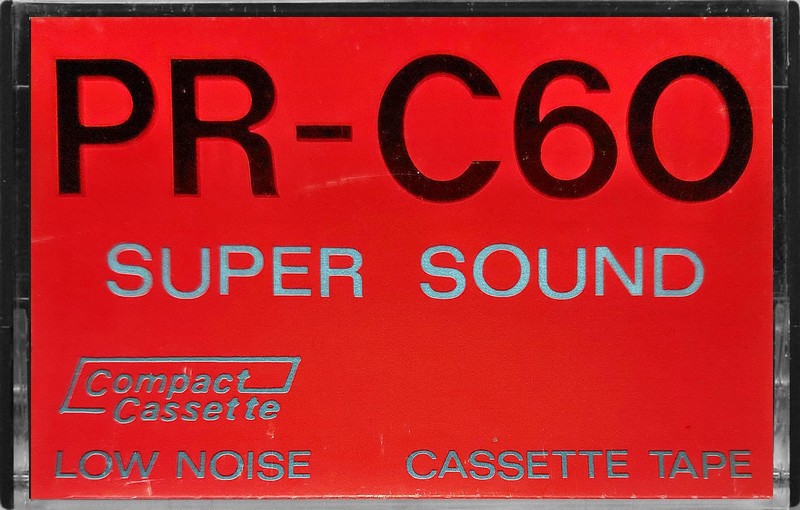 PR-C60
SUPER SOUND
Compact
Cassette
LOW NOISE CASSETTE TAPE